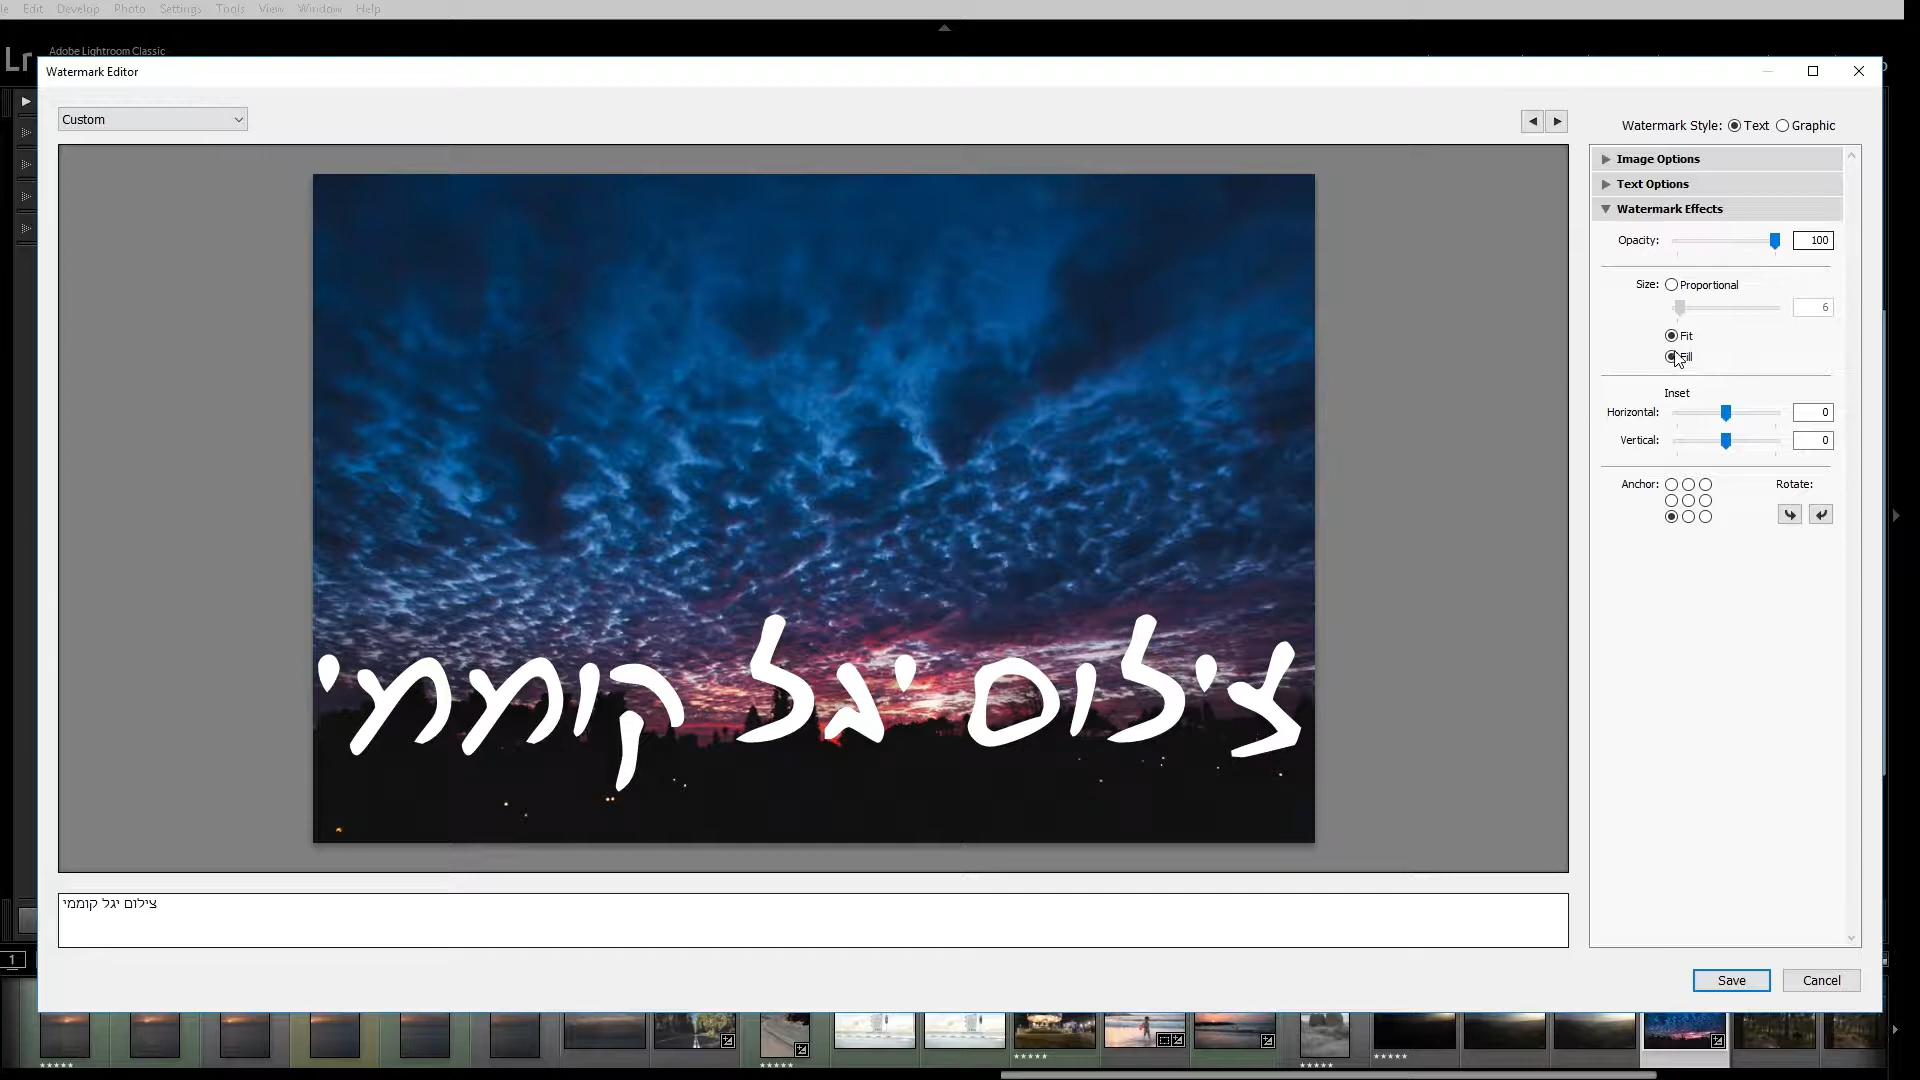 Edit Develop Photo Settings Tools View Window Help
Lr
Adobe Lightroom Classic
Watermark Editor
Custom
Watermark Style: Text Graphic
Image Options
Text Options
Watermark Effects
Opacity: 100
Size: Proportional
6
Fit
Fill
Inset
Horizontal: 0
Vertical: 0
Anchor: Rotate:
צילום יגל קוממי
צילום יגל קוממי
Save Cancel
1